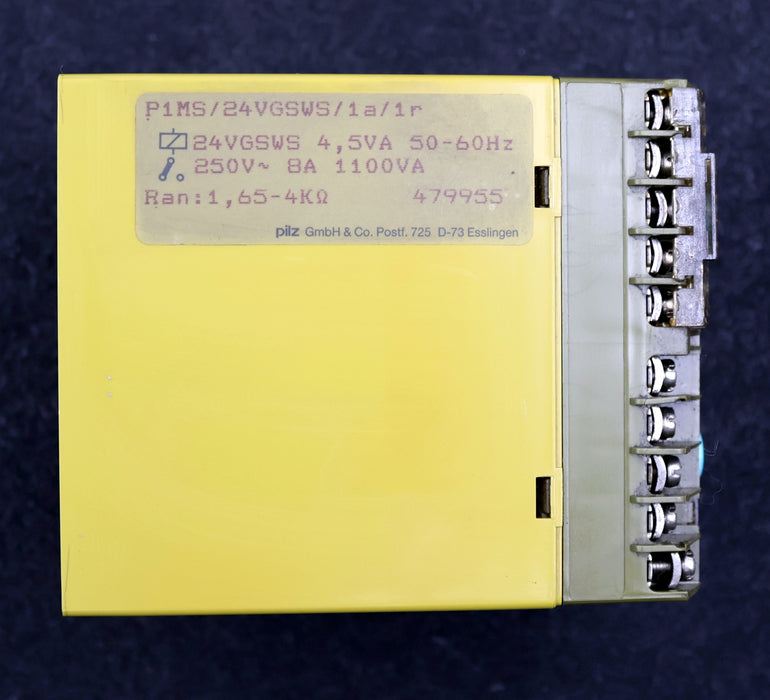 P1MS/24VGSWS/1a/1r
24VGSWS 4,5VA 50-60Hz
250V~ 8A 1100VA
Ran:1,65-4KΩ 479955
pilz GmbH & Co. Postf. 725 D-73 Esslingen